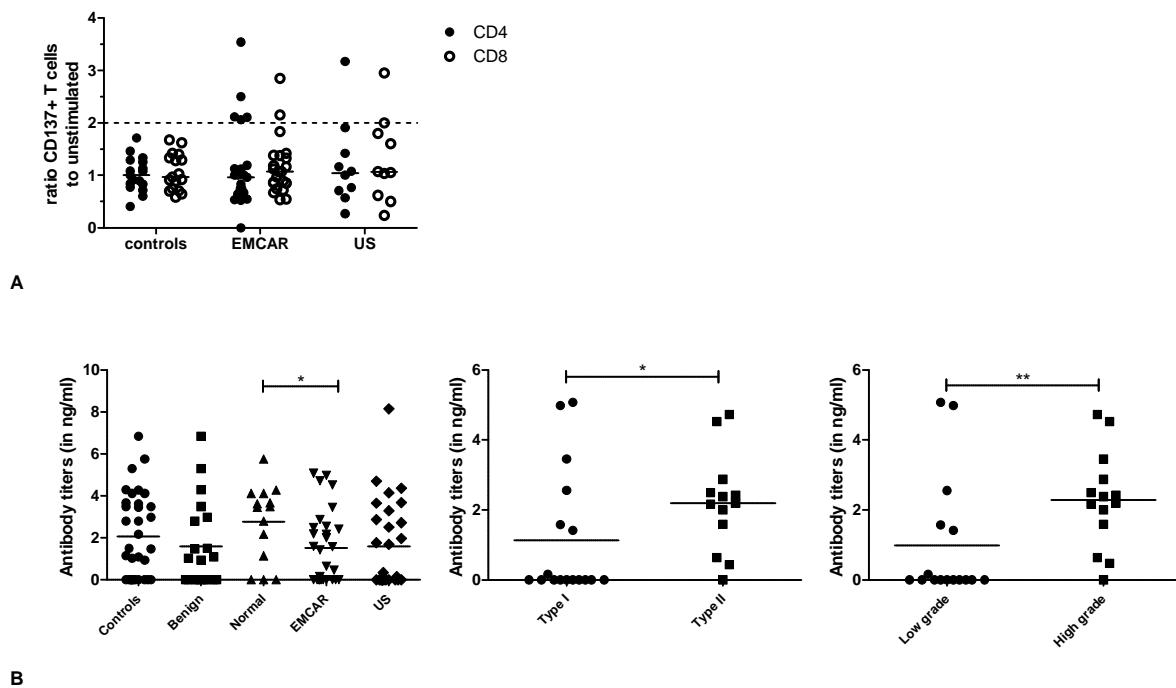 4
3
2
1
0
ratio CD137+ T cells
to unstimulated
controls
EMCAR
US
CD4
CD8
A
10
8
6
4
2
0
Antibody titers (in ng/ml)
*
Controls
Benign
Normal
EMCAR
US
6
4
2
0
Antibody titers (in ng/ml)
*
Type I
Type II
6
4
2
0
Antibody titers (in ng/ml)
**
Low grade
High grade
B